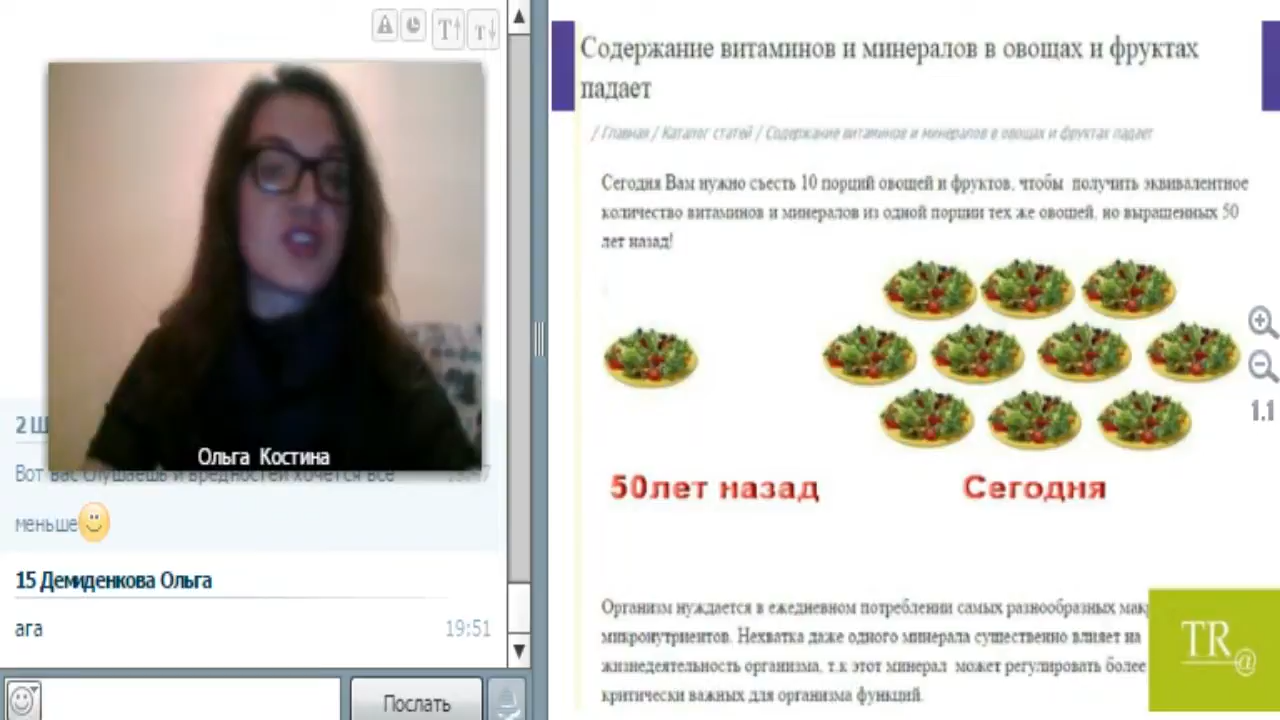 Ольга Костина
2 Ш
Вот вас слушаешь и вредностей хочется все
меньше
15 Демиденкова Ольга
ага
19:51
Послать
Содержание витаминов и минералов в овощах и фруктах
падает
/ Главная / Каталог статей / Содержание витаминов и минералов в овощах и фруктах падает
Сегодня Вам нужно съесть 10 порций овощей и фруктов, чтобы получить эквивалентное
количество витаминов и минералов из одной порции тех же овощей, но выращенных 50
лет назад!
50лет назад
Сегодня
Организм нуждается в ежедневном потреблении самых разнообразных
микронутриентов. Нехватка даже одного минерала существенно влияет на
жизнедеятельность организма, т.к этот минерал может регулировать более
критически важных для организма функций.
1.1
TR@